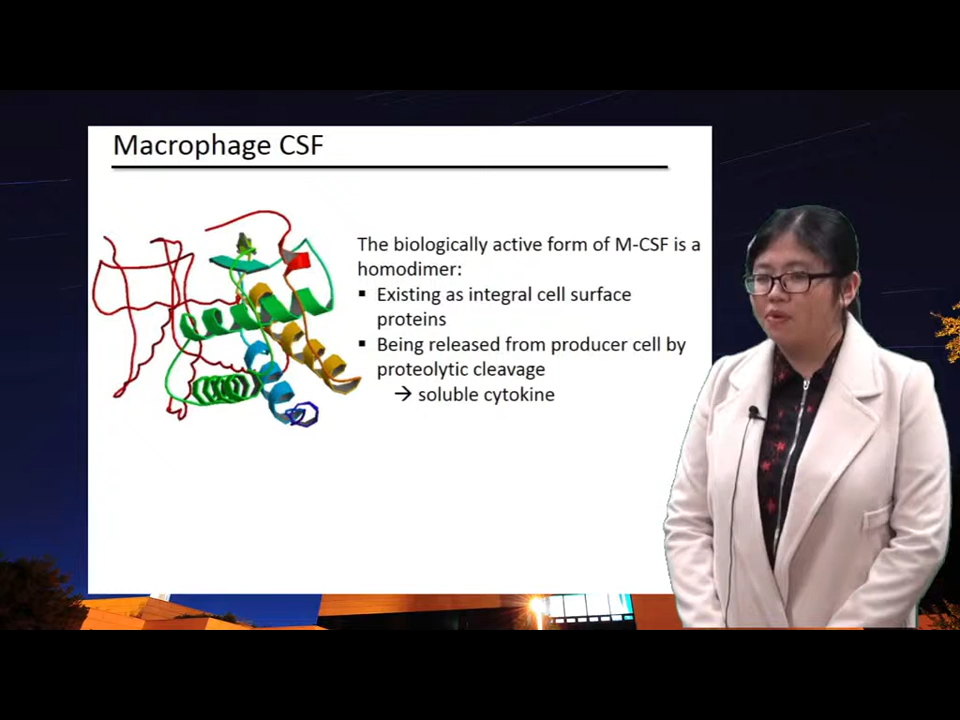 Macrophage CSF
The biologically active form of M-CSF is a
homodimer:
▪ Existing as integral cell surface
proteins
▪ Being released from producer cell by
proteolytic cleavage
→ soluble cytokine